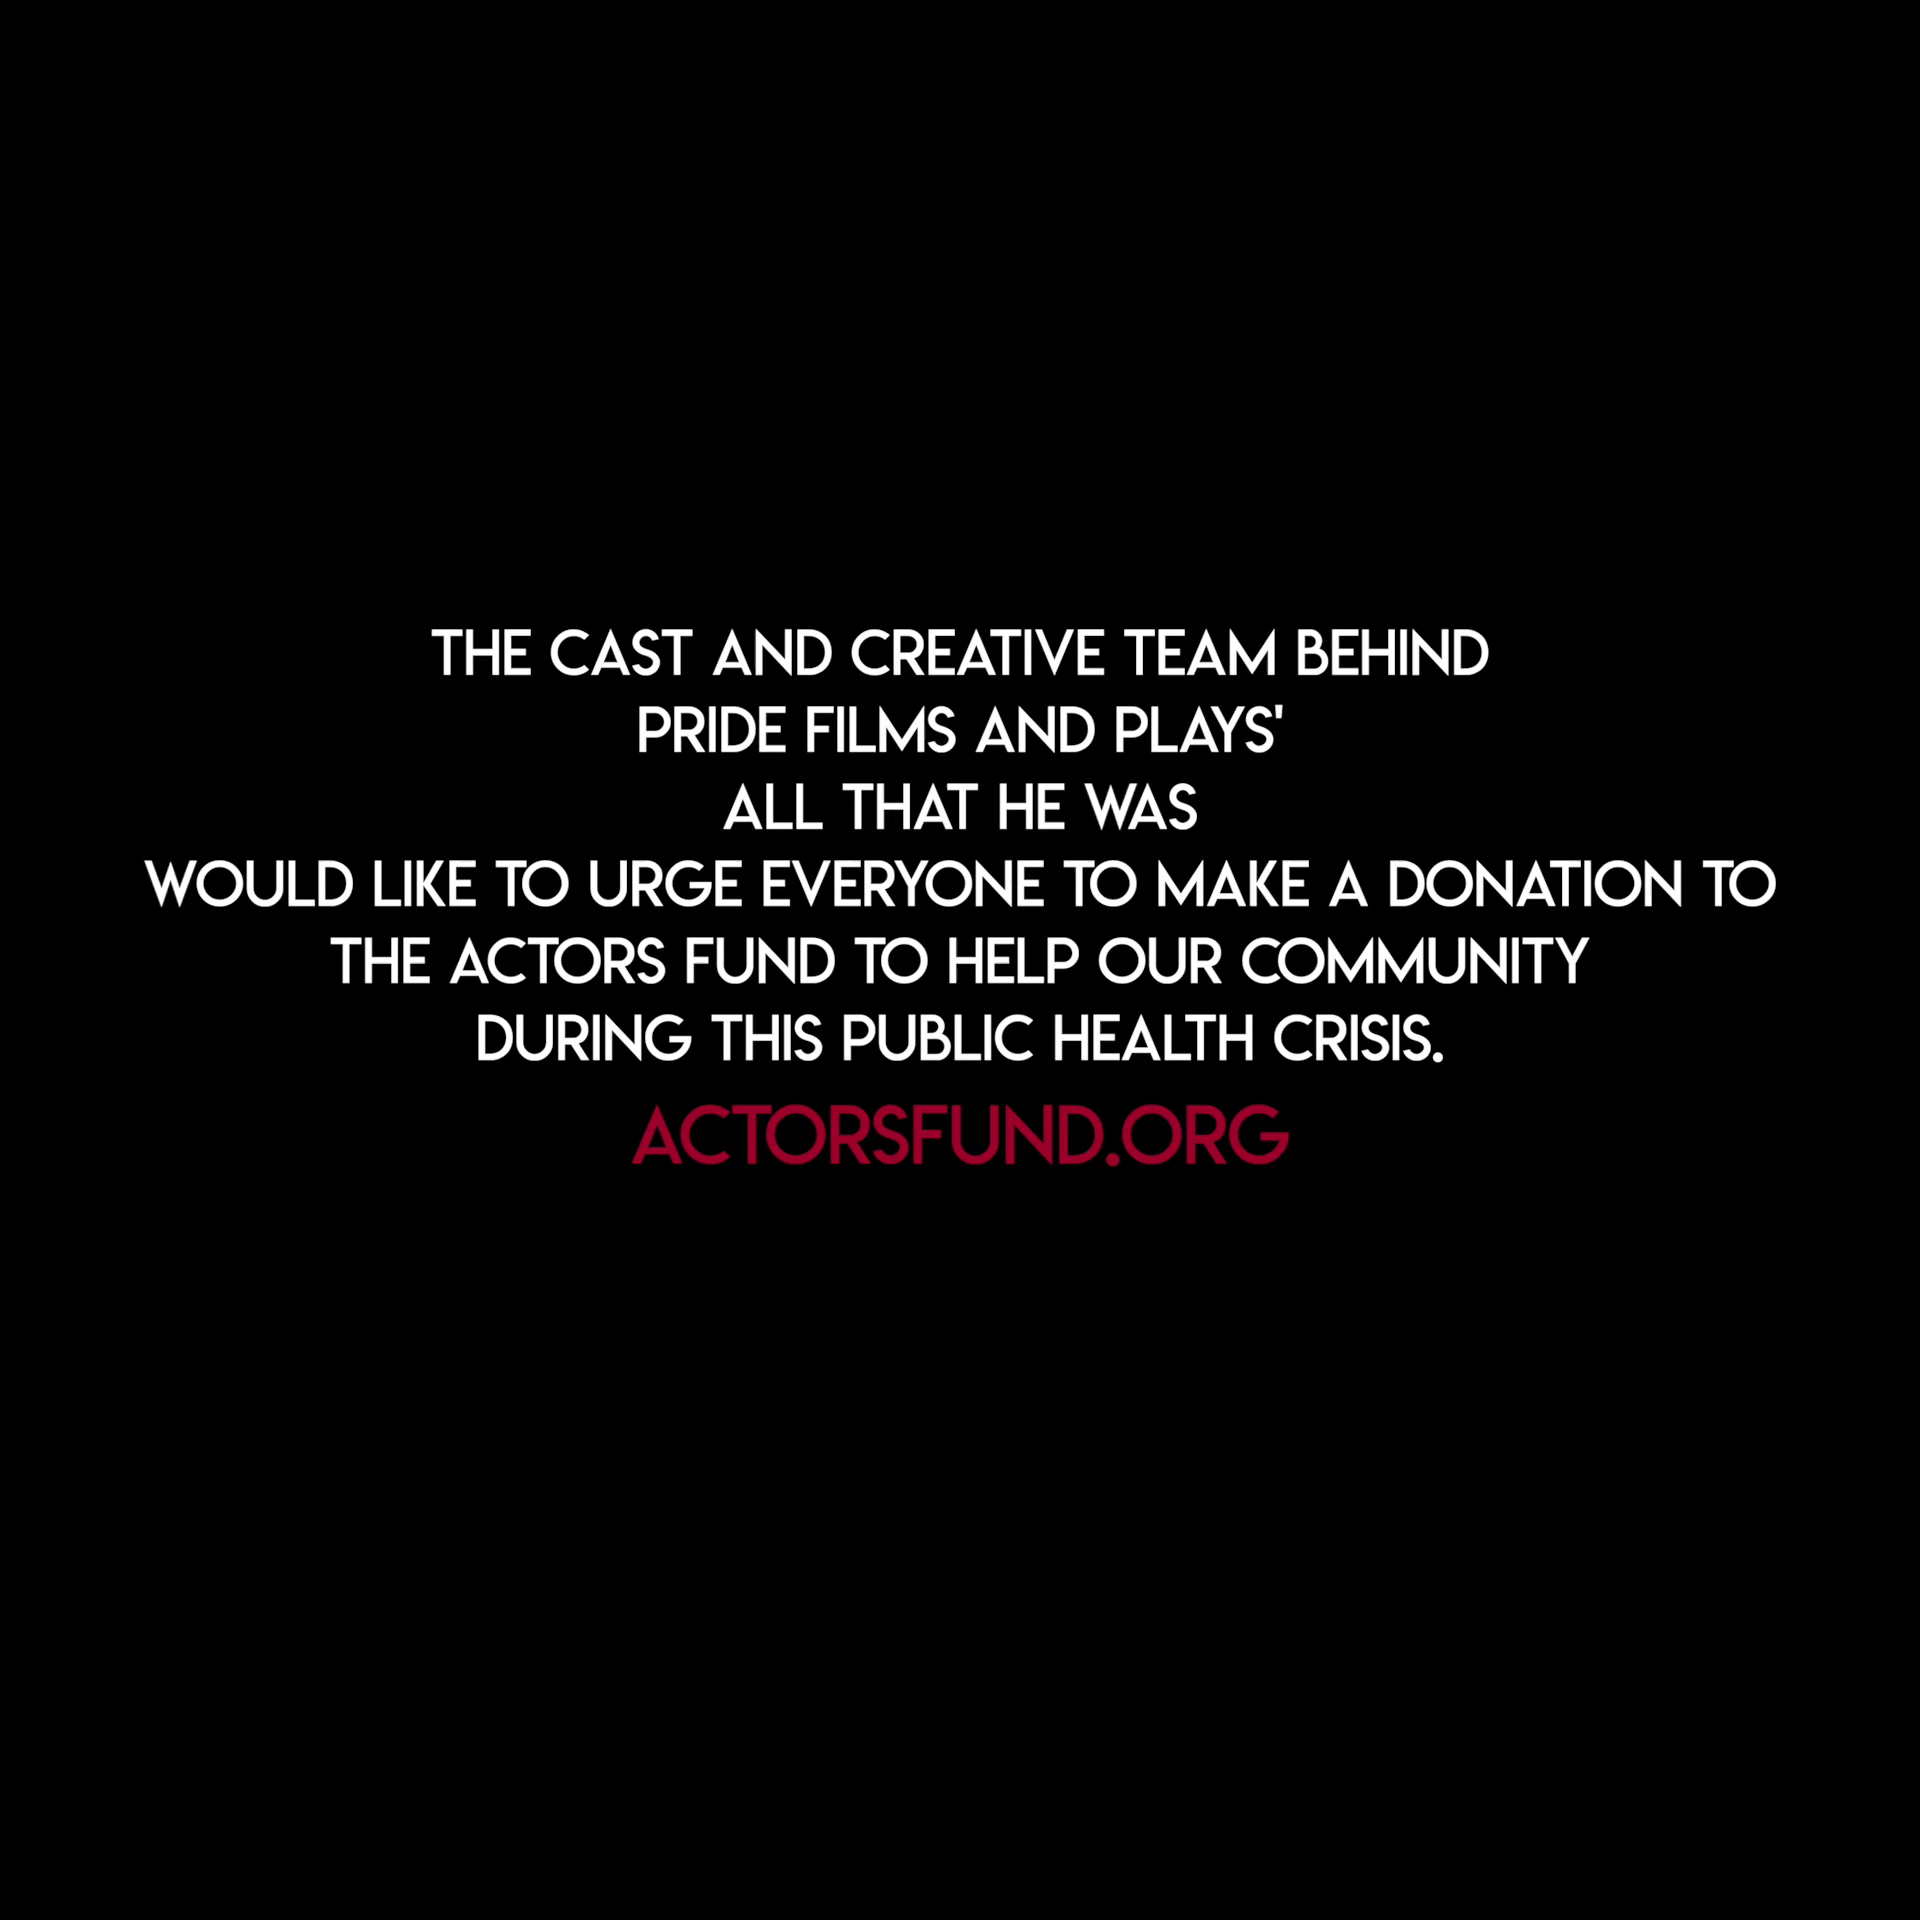 THE CAST AND CREATIVE TEAM BEHIND
PRIDE FILMS AND PLAYS'
ALL THAT HE WAS
WOULD LIKE TO URGE EVERYONE TO MAKE A DONATION TO
THE ACTORS FUND TO HELP OUR COMMUNITY
DURING THIS PUBLIC HEALTH CRISIS.
ACTORSFUND.ORG